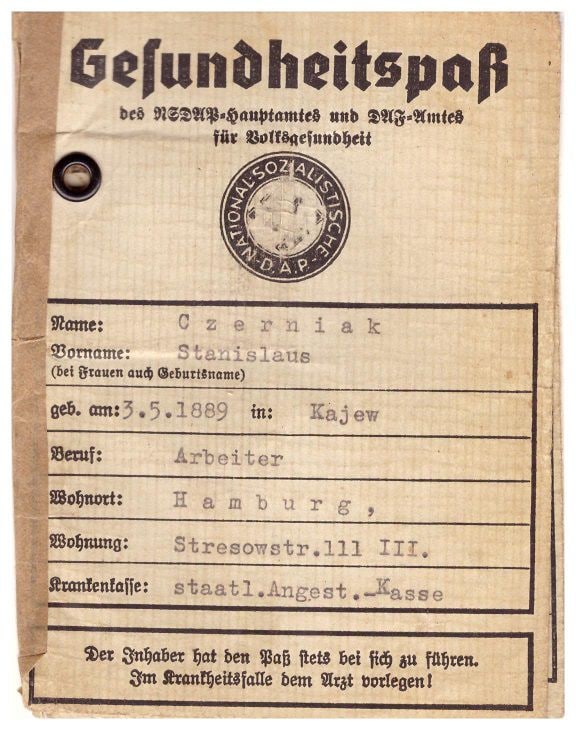 Gesundheitspaß
des NSDAP-Hauptamtes und DAF-Amtes
für Volksgesundheit
NATIONAL-SOZIALISTISCHE
D.A.P.
Name: Czerniak
Vorname: Stanislaus
(bei Frauen auch Geburtsname)
geb. am: 3.5.1889 in: Kajew
Beruf: Arbeiter
Wohnort: Hamburg,
Wohnung: Stresowstr.111 III.
Krankenkasse: staatl.Angest.-Kasse
Der Inhaber hat den Paß stets bei sich zu führen.
Im Krankheitsfalle dem Arzt vorlegen!